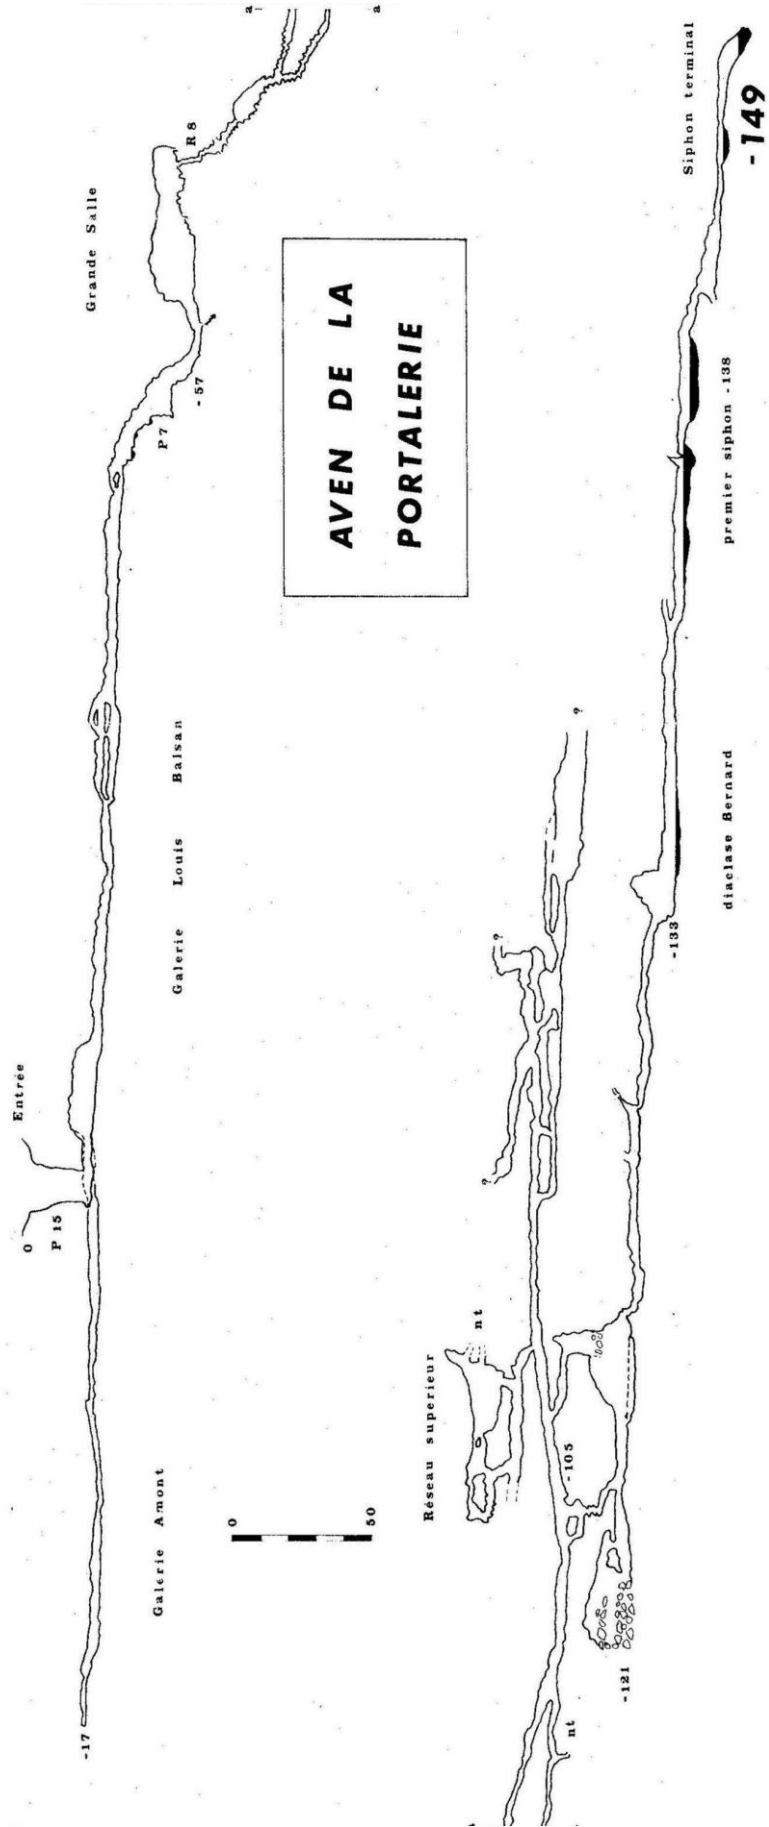 AVEN DE LA
PORTALERIE
-17
Galerie Amont
0
P 15
Entrée
Galerie Louis Balsan
P 7
-57
Grande Salle
R 8
a
a
0
50
nt
-121
-105
Réseau superieur
nt
?
?
?
-133
diaclase Bernard
premier siphon -138
Siphon terminal
-149